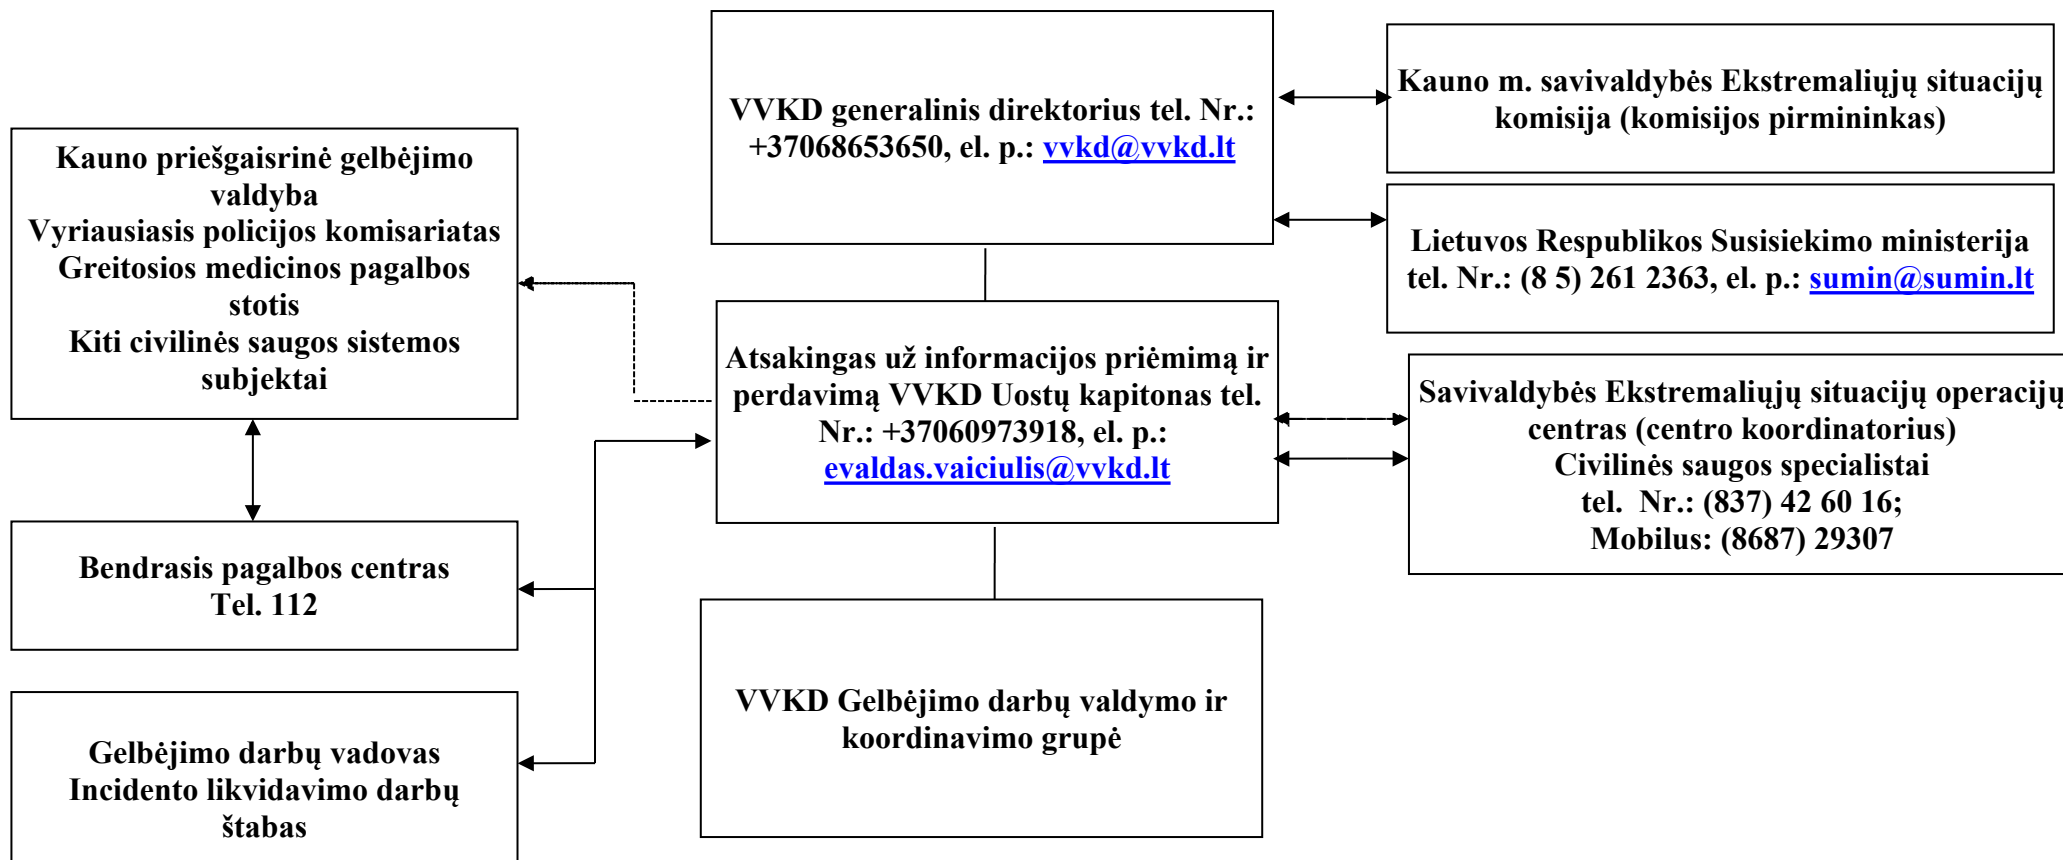 VVKD generalinis direktorius tel. Nr.:
+37068653650, el. p.: vvkd@vvkd.lt
Kauno m. savivaldybės Ekstremaliųjų situacijų
komisija (komisijos pirmininkas)
Kauno priešgaisrinė gelbėjimo
valdyba
Vyriausiasis policijos komisariatas
Greitosios medicinos pagalbos
stotis
Kiti civilinės saugos sistemos
subjektai
Lietuvos Respublikos Susisiekimo ministerija
tel. Nr.: (8 5) 261 2363, el. p.: sumin@sumin.lt
Atsakingas už informacijos priėmimą ir
perdavimą VVKD Uostų kapitonas tel.
Nr.: +37060973918, el. p.:
evaldas.vaiciulis@vvkd.lt
Savivaldybės Ekstremaliųjų situacijų operacijų
centras (centro koordinatorius)
Civilinės saugos specialistai
tel. Nr.: (837) 42 60 16;
Mobilus: (8687) 29307
Bendrasis pagalbos centras
Tel. 112
VVKD Gelbėjimo darbų valdymo ir
koordinavimo grupė
Gelbėjimo darbų vadovas
Incidento likvidavimo darbų
štabas